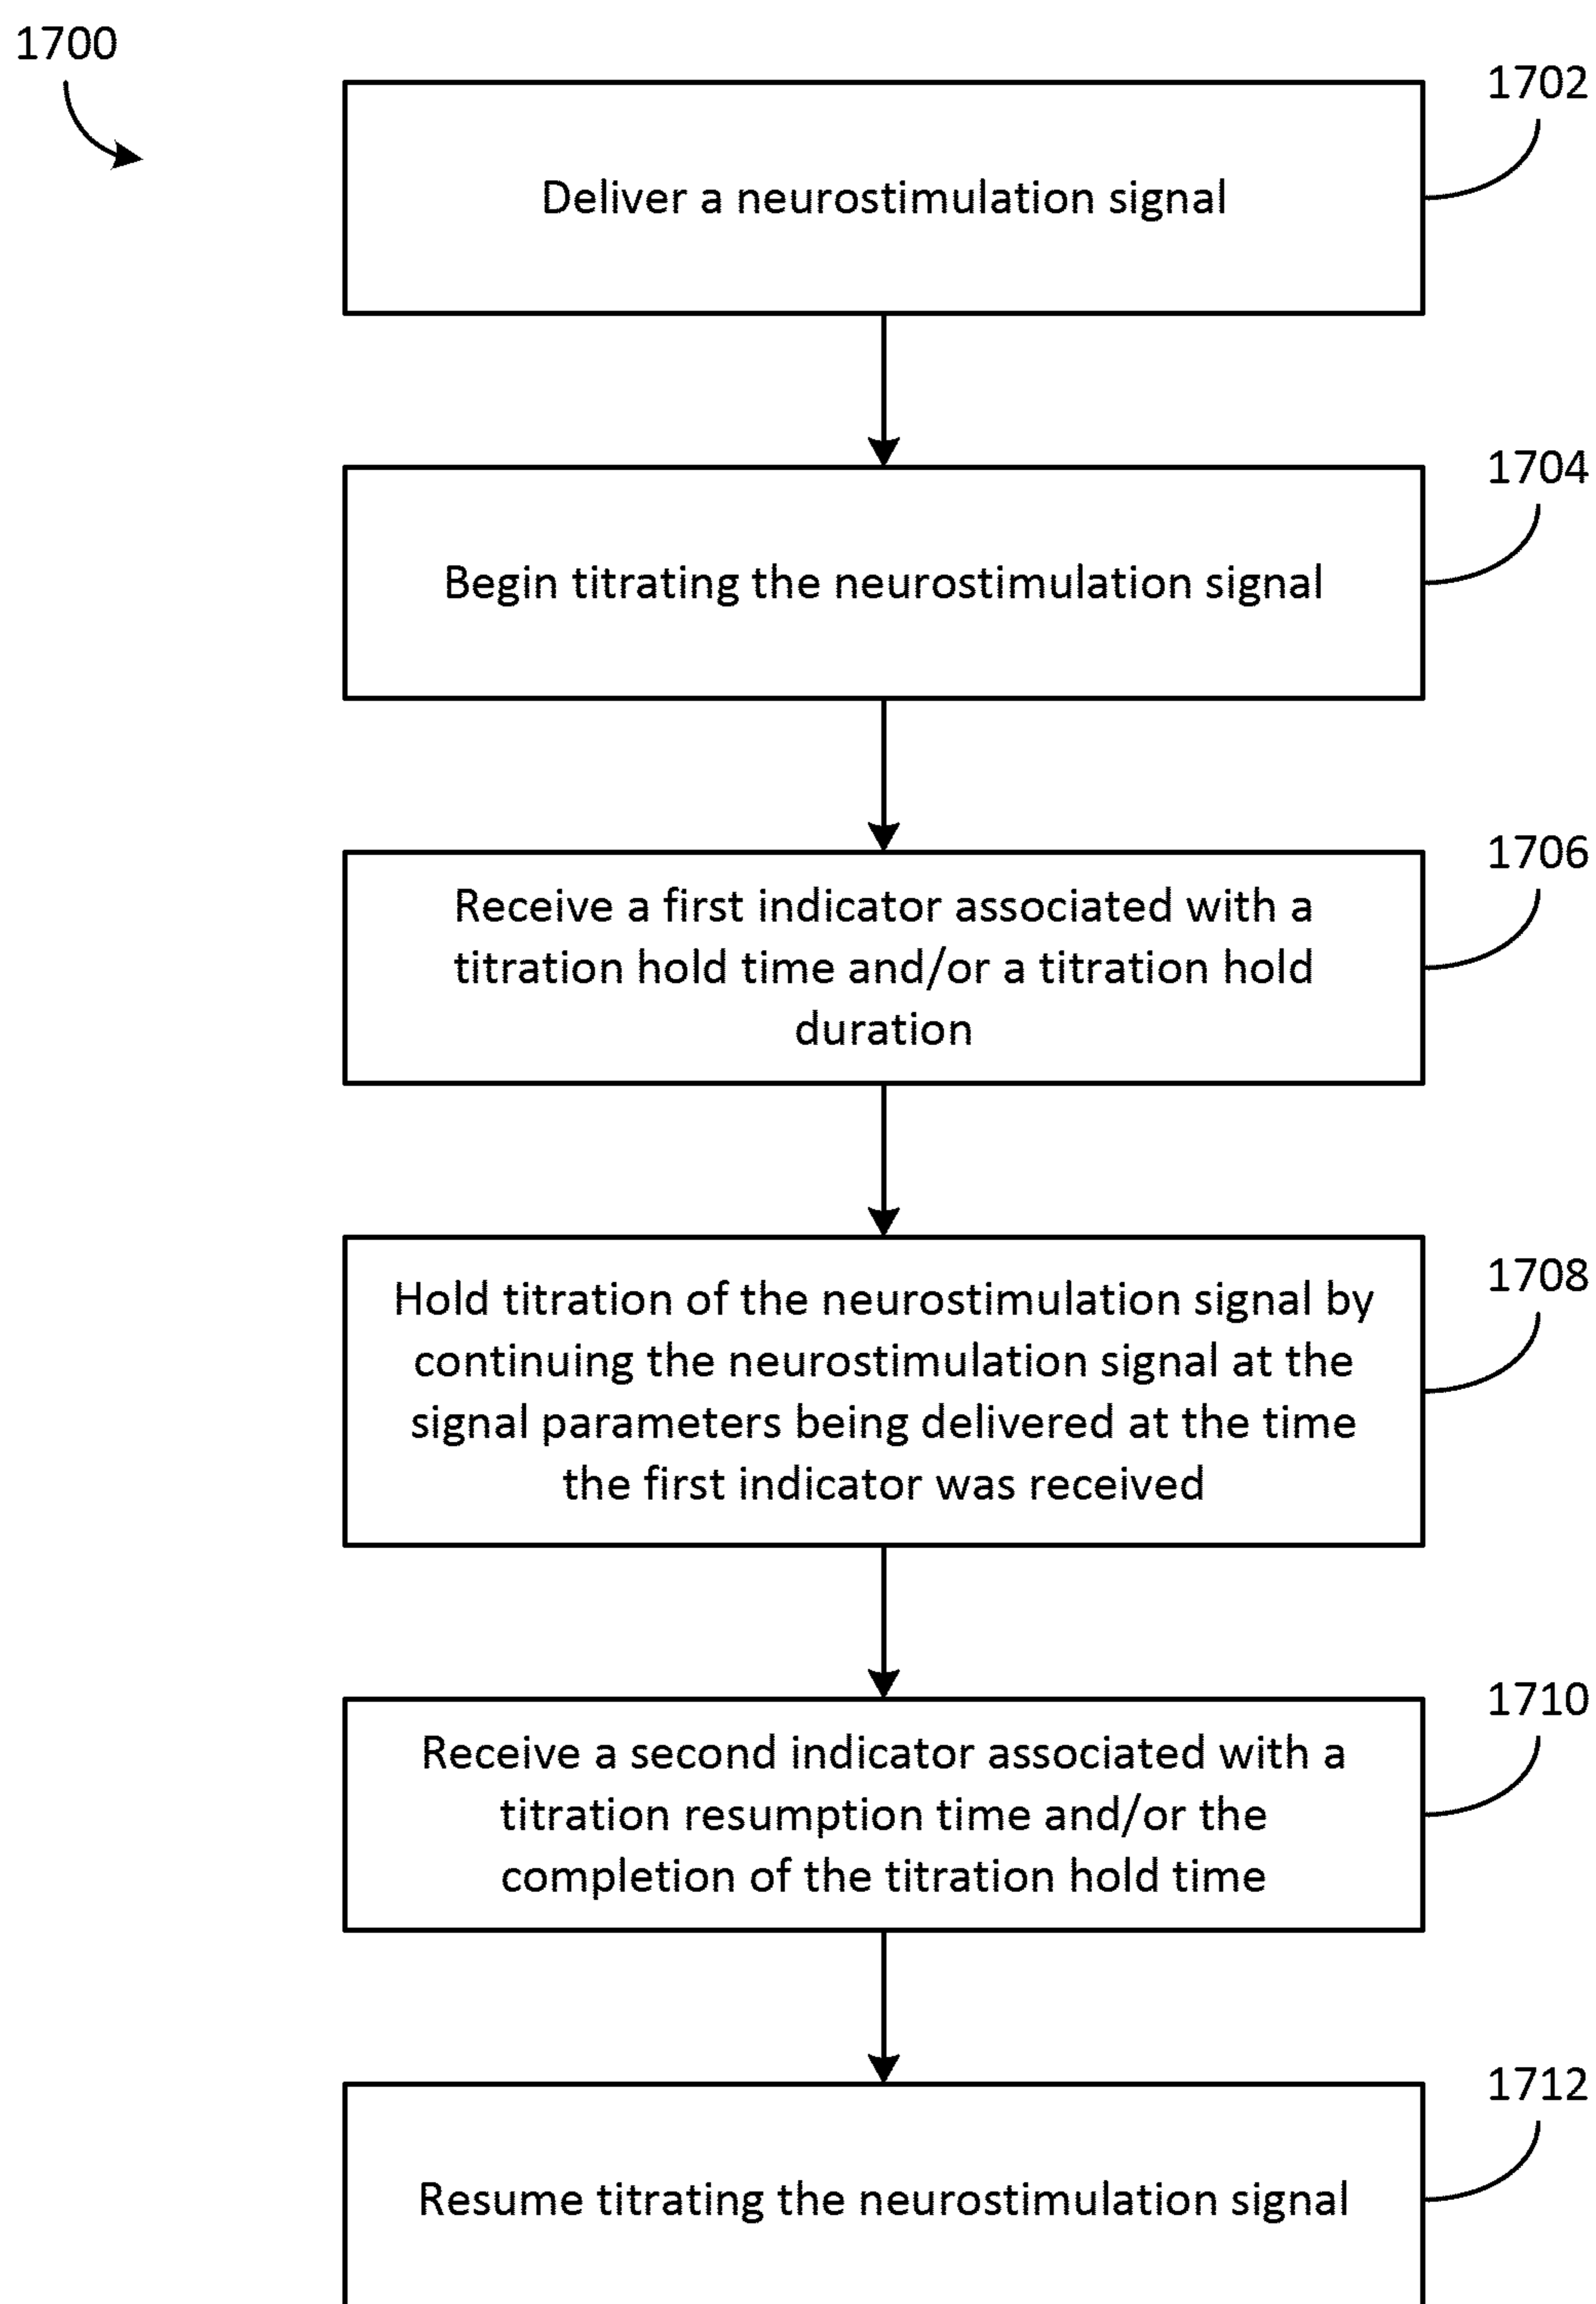 1700
1702
Deliver a neurostimulation signal
1704
Begin titrating the neurostimulation signal
1706
Receive a first indicator associated with a
titration hold time and/or a titration hold
duration
1708
Hold titration of the neurostimulation signal by
continuing the neurostimulation signal at the
signal parameters being delivered at the time
the first indicator was received
1710
Receive a second indicator associated with a
titration resumption time and/or the
completion of the titration hold time
1712
Resume titrating the neurostimulation signal